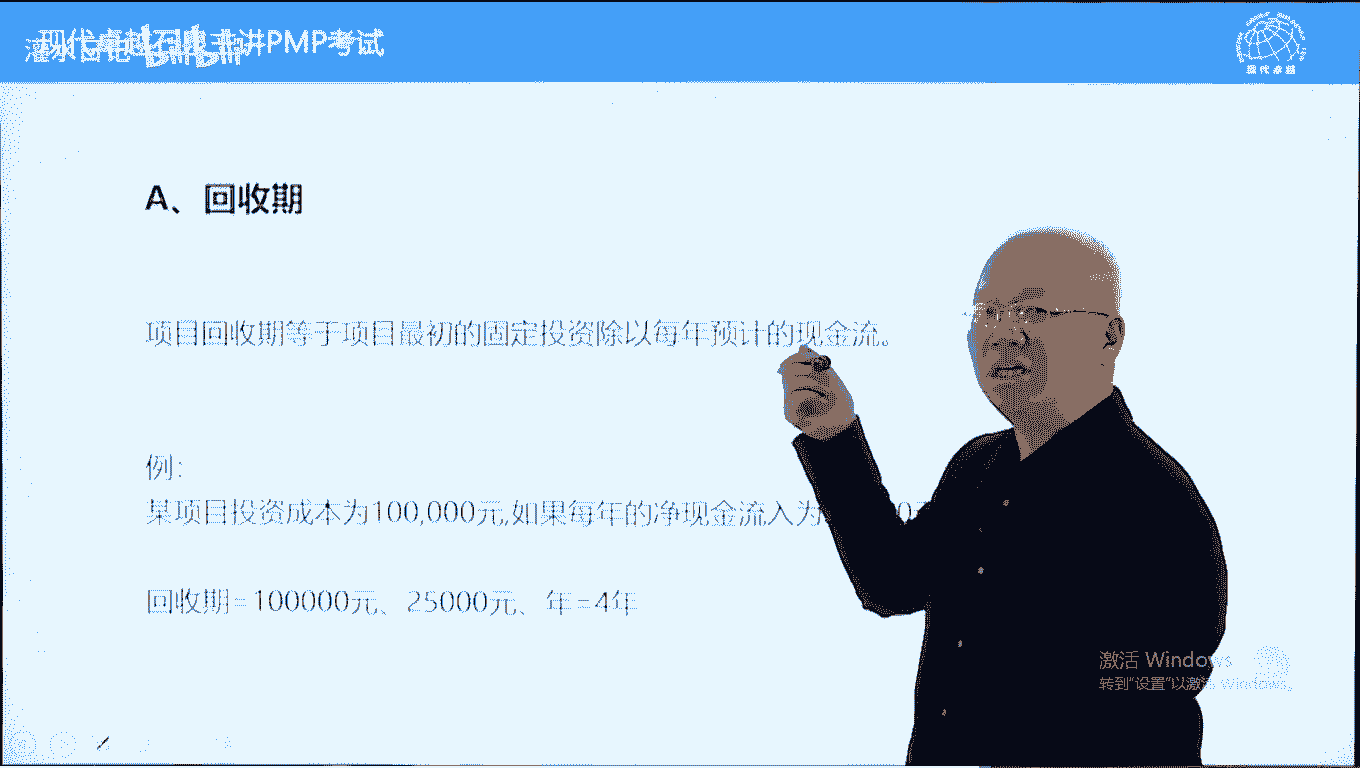 现代卓越石泉主讲PMP考试
bilibili
现代卓越
A、回收期
项目回收期等于项目最初的固定投资除以每年预计的现金流。
例:
某项目投资成本为100,000元,如果每年的净现金流入为
回收期=100000元、25000元、年=4年
激活 Windows
转到“设置”以激活 Windows。